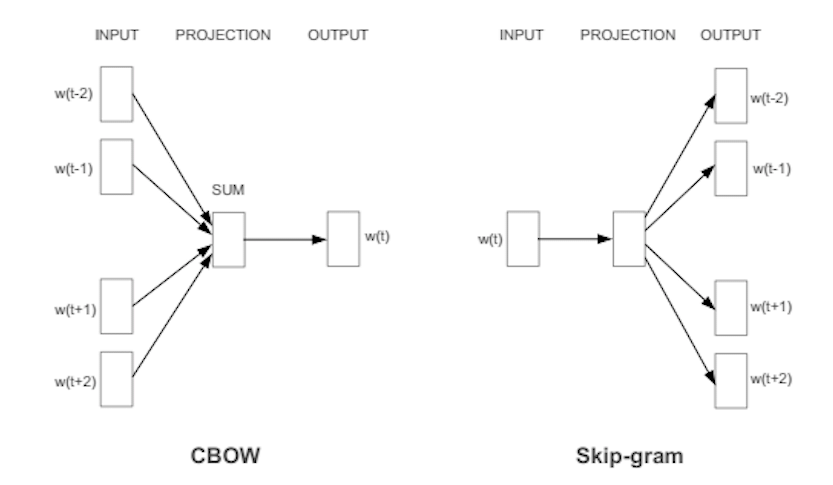 INPUT PROJECTION OUTPUT
w(t-2)
w(t-1)
SUM
w(t)
w(t+1)
w(t+2)
CBOW
INPUT PROJECTION OUTPUT
w(t-2)
w(t-1)
w(t)
w(t+1)
w(t+2)
Skip-gram